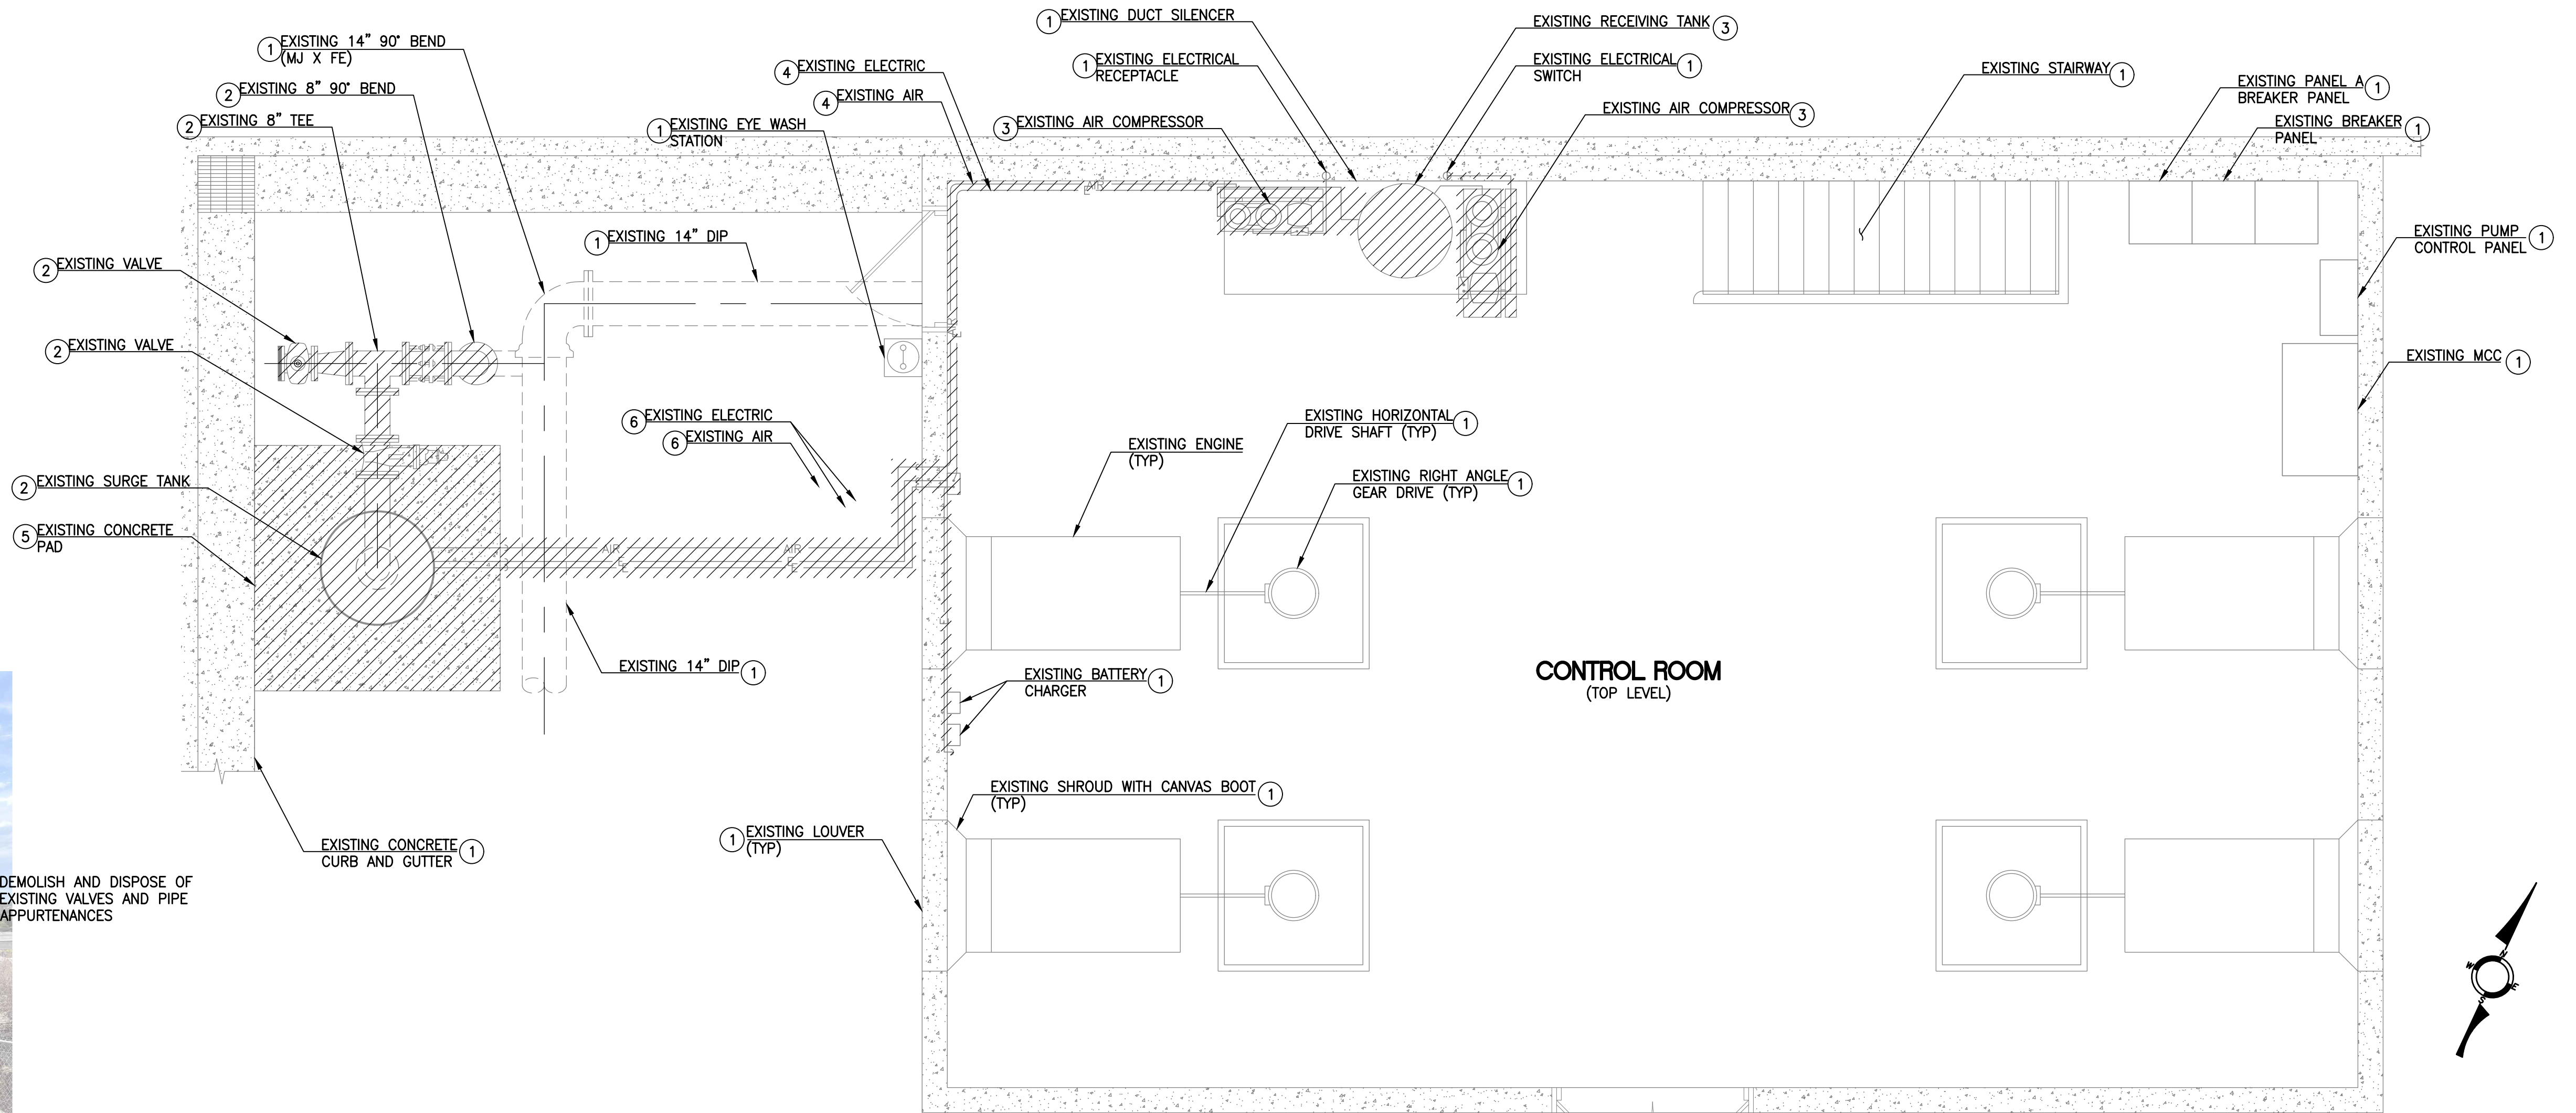 1 EXISTING DUCT SILENCER
EXISTING RECEIVING TANK 3
1 EXISTING 14" 90° BEND
(MJ X FE)
4 EXISTING ELECTRIC
1 EXISTING ELECTRICAL
RECEPTACLE
EXISTING ELECTRICAL 1
SWITCH
EXISTING STAIRWAY 1
EXISTING PANEL A 1
BREAKER PANEL
2 EXISTING 8" 90° BEND
4 EXISTING AIR
EXISTING AIR COMPRESSOR 3
2 EXISTING 8" TEE
1 EXISTING EYE WASH
STATION
3 EXISTING AIR COMPRESSOR
EXISTING BREAKER 1
PANEL
AIR
E
1 EXISTING 14" DIP
EXISTING PUMP 1
CONTROL PANEL
2 EXISTING VALVE
2 EXISTING VALVE
EXISTING MCC 1
6 EXISTING ELECTRIC
6 EXISTING AIR
EXISTING HORIZONTAL 1
DRIVE SHAFT (TYP)
EXISTING ENGINE
(TYP)
EXISTING RIGHT ANGLE 1
GEAR DRIVE (TYP)
2 EXISTING SURGE TANK
5 EXISTING CONCRETE
PAD
AIR AIR
E E
E E
EXISTING 14" DIP 1
EXISTING BATTERY 1
CHARGER
CONTROL ROOM
(TOP LEVEL)
EXISTING SHROUD WITH CANVAS BOOT 1
(TYP)
1 EXISTING LOUVER
(TYP)
EXISTING CONCRETE 1
CURB AND GUTTER
DEMOLISH AND DISPOSE OF
EXISTING VALVES AND PIPE
APPURTENANCES
N
W
E
S